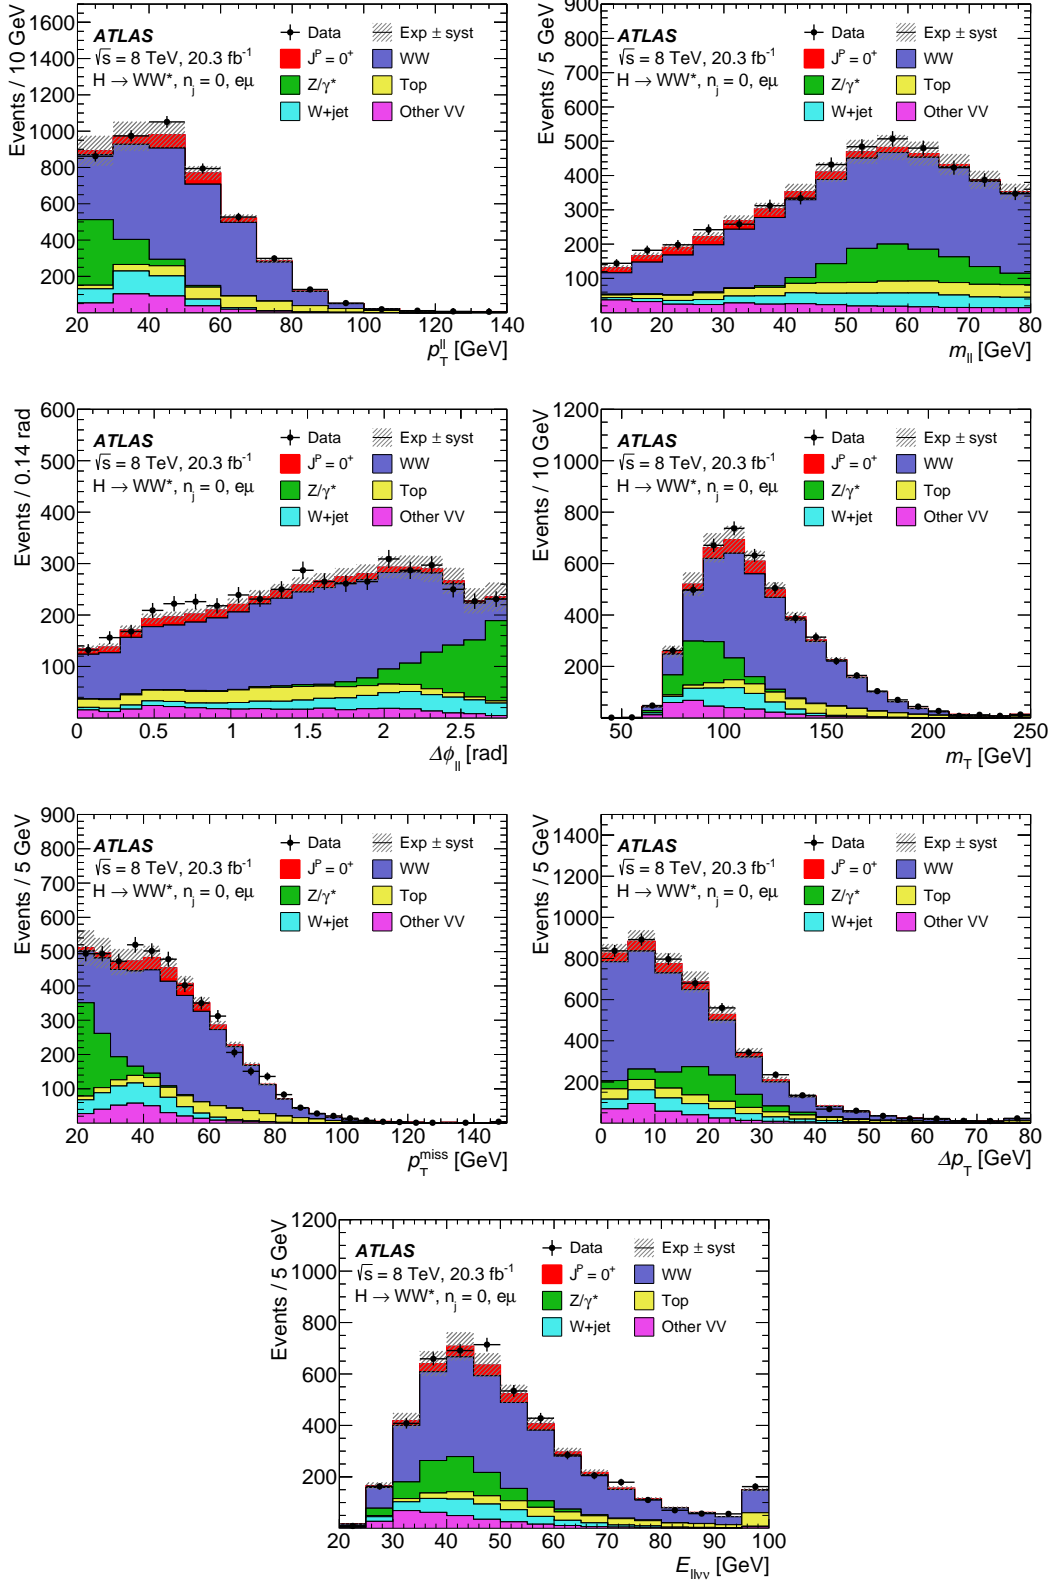 Events / 10 GeV
1600
1400
1200
1000
800
600
400
200
ATLAS
√s = 8 TeV, 20.3 fb⁻¹
H → WW*, nⱼ = 0, eμ
Data
Exp ± syst
Jᴾ = 0⁺
WW
Z/γ*
Top
W+jet
Other VV
20 40 60 80 100 120 140
p_T^ll [GeV]
Events / 5 GeV
900
800
700
600
500
400
300
200
100
ATLAS
√s = 8 TeV, 20.3 fb⁻¹
H → WW*, nⱼ = 0, eμ
Data
Exp ± syst
Jᴾ = 0⁺
WW
Z/γ*
Top
W+jet
Other VV
10 20 30 40 50 60 70 80
m_ll [GeV]
Events / 0.14 rad
600
500
400
300
200
100
ATLAS
√s = 8 TeV, 20.3 fb⁻¹
H → WW*, nⱼ = 0, eμ
Data
Exp ± syst
Jᴾ = 0⁺
WW
Z/γ*
Top
W+jet
Other VV
0 0.5 1 1.5 2 2.5
Δϕ_ll [rad]
Events / 10 GeV
1200
1000
800
600
400
200
ATLAS
√s = 8 TeV, 20.3 fb⁻¹
H → WW*, nⱼ = 0, eμ
Data
Exp ± syst
Jᴾ = 0⁺
WW
Z/γ*
Top
W+jet
Other VV
50 100 150 200 250
m_T [GeV]
Events / 5 GeV
900
800
700
600
500
400
300
200
100
ATLAS
√s = 8 TeV, 20.3 fb⁻¹
H → WW*, nⱼ = 0, eμ
Data
Exp ± syst
Jᴾ = 0⁺
WW
Z/γ*
Top
W+jet
Other VV
20 40 60 80 100 120 140
p_T^miss [GeV]
Events / 5 GeV
1400
1200
1000
800
600
400
200
ATLAS
√s = 8 TeV, 20.3 fb⁻¹
H → WW*, nⱼ = 0, eμ
Data
Exp ± syst
Jᴾ = 0⁺
WW
Z/γ*
Top
W+jet
Other VV
0 10 20 30 40 50 60 70 80
Δp_T [GeV]
Events / 5 GeV
1200
1000
800
600
400
200
ATLAS
√s = 8 TeV, 20.3 fb⁻¹
H → WW*, nⱼ = 0, eμ
Data
Exp ± syst
Jᴾ = 0⁺
WW
Z/γ*
Top
W+jet
Other VV
20 30 40 50 60 70 80 90 100
E_llνν [GeV]